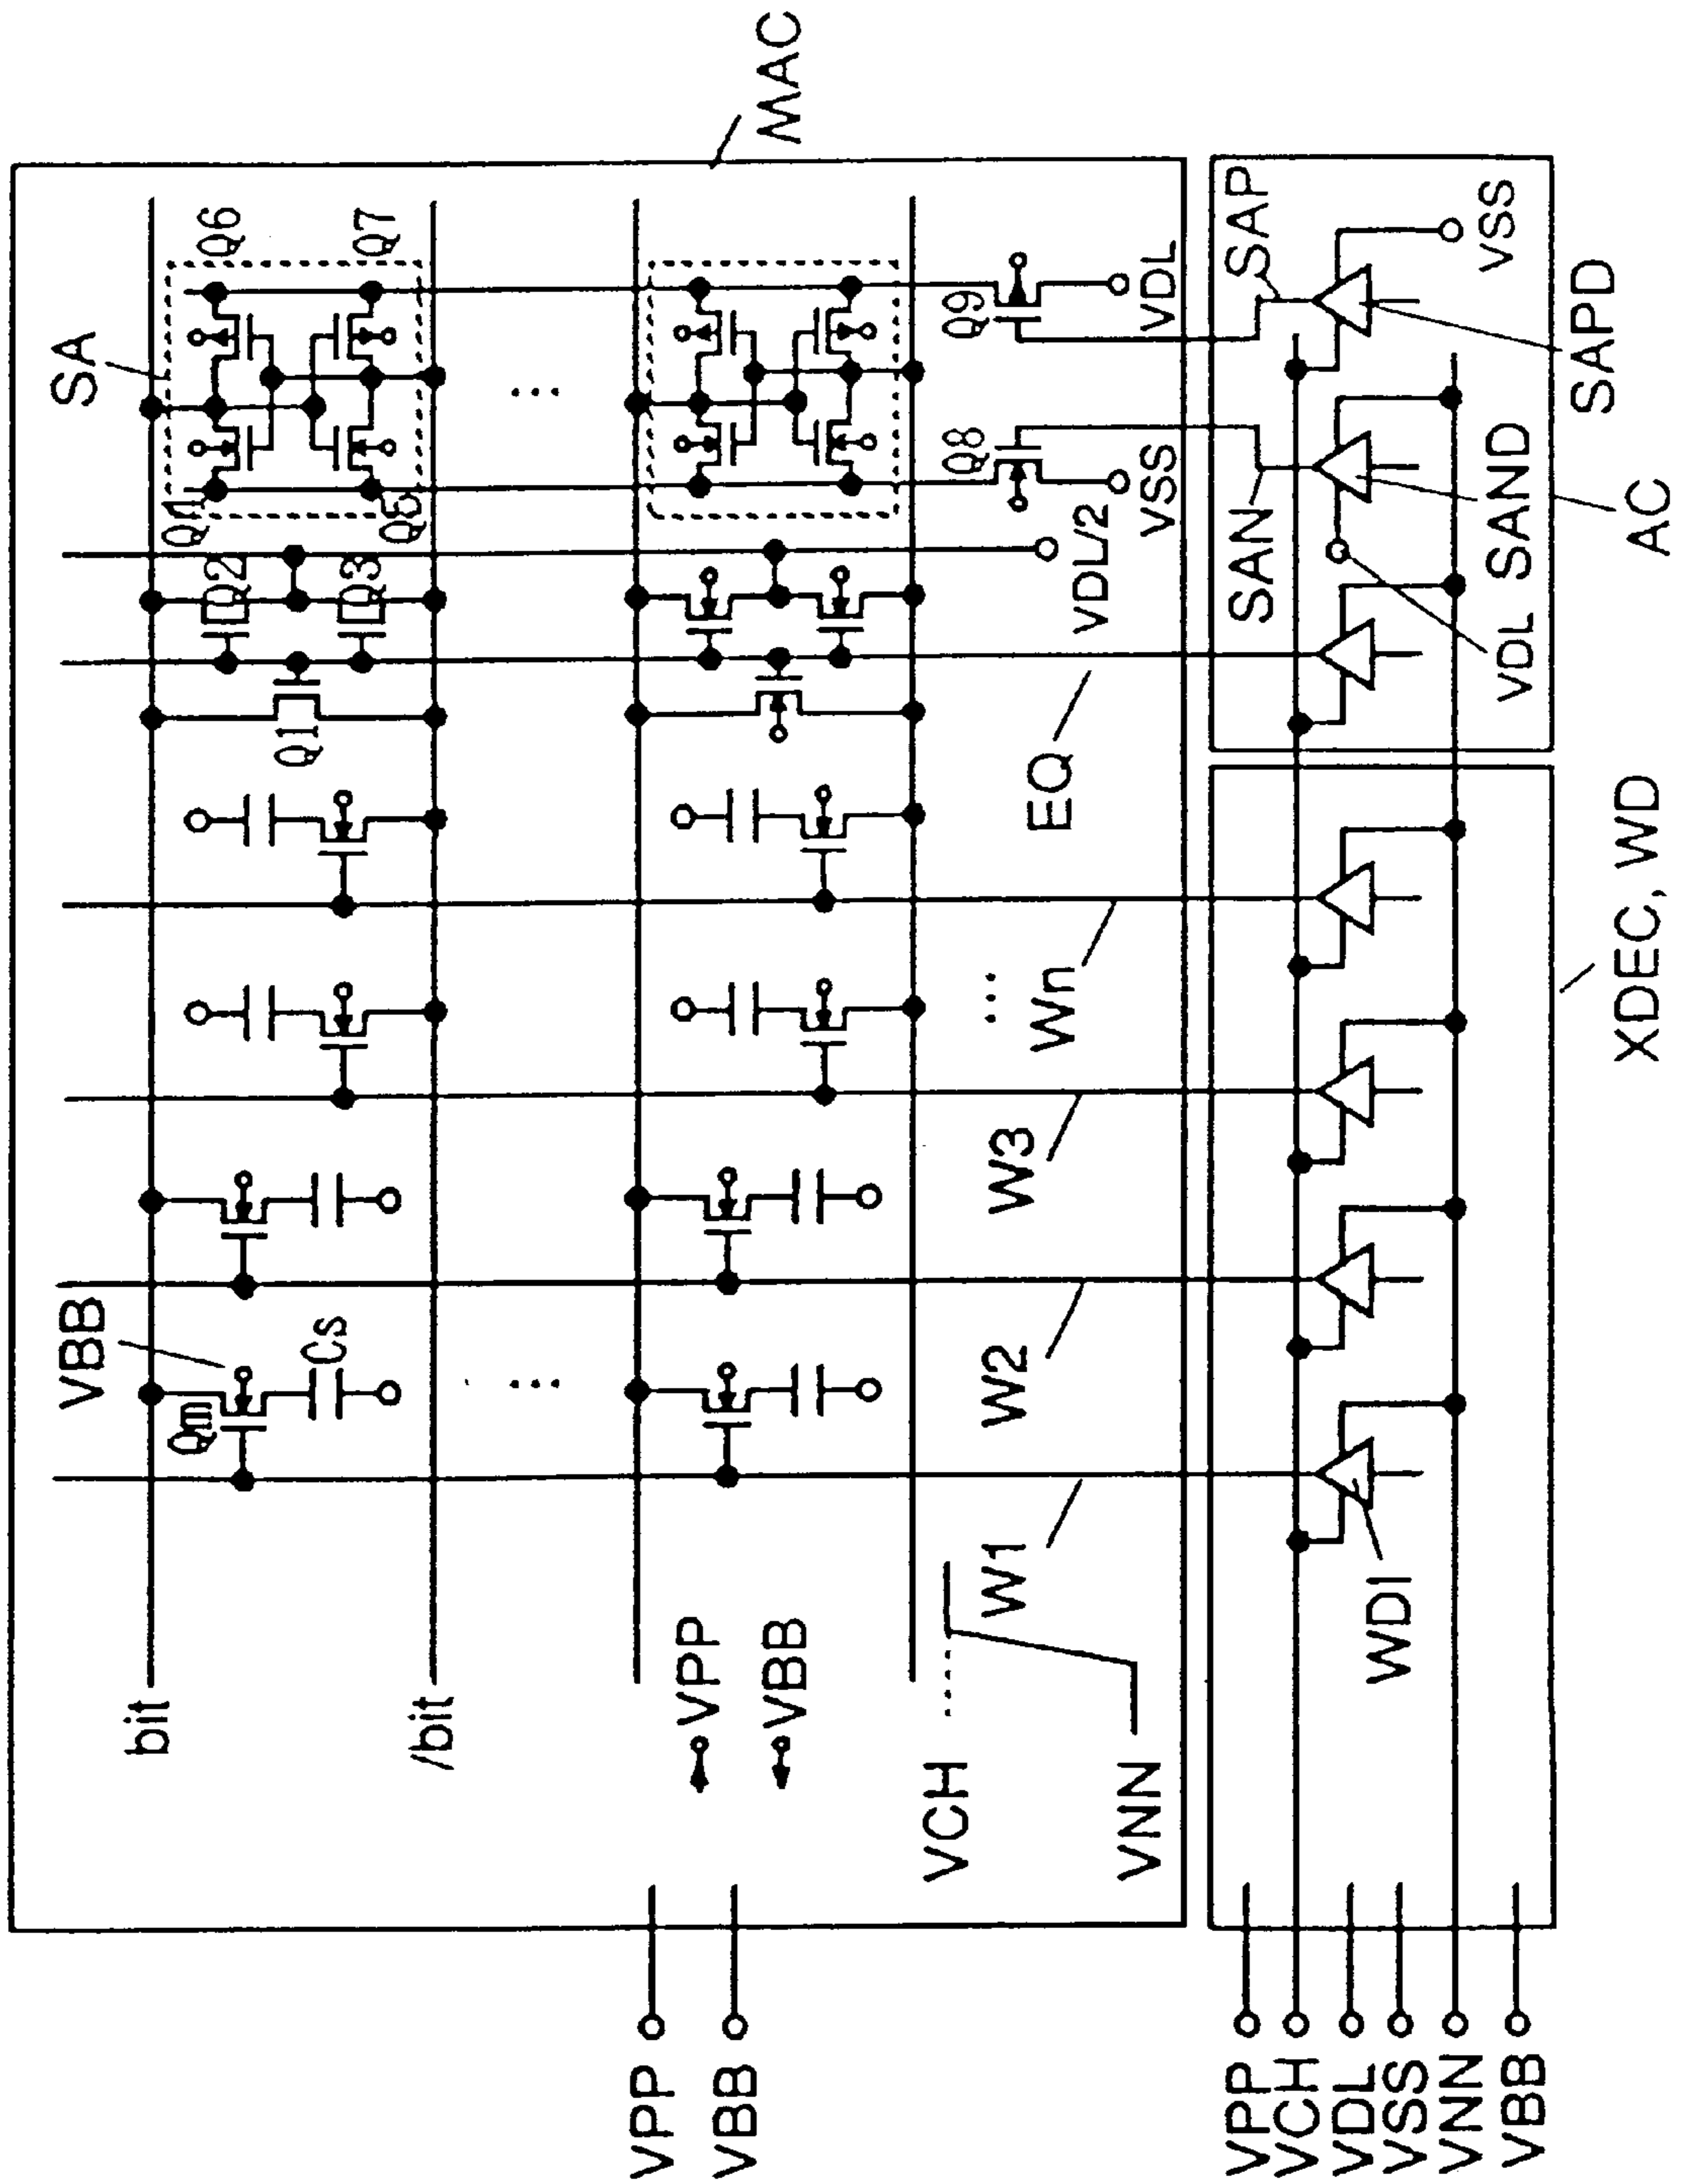 MAC
SA
Q6
Q7
Q4
Q5
Q2
Q3
Q1
VBB
Qm
Cs
bit
/bit
...
...
VPP
VBB
VCH
VNN
.....
W1
W2
W3
...
Wn
EQ
VDL/2
VSS
Q8
Q9
VDL
VPP
VBB
SAP
SAN
VSS
VDL
SAND
SAPD
AC
WD1
XDEC, WD
VPP
VCH
VDL
VSS
VNN
VBB